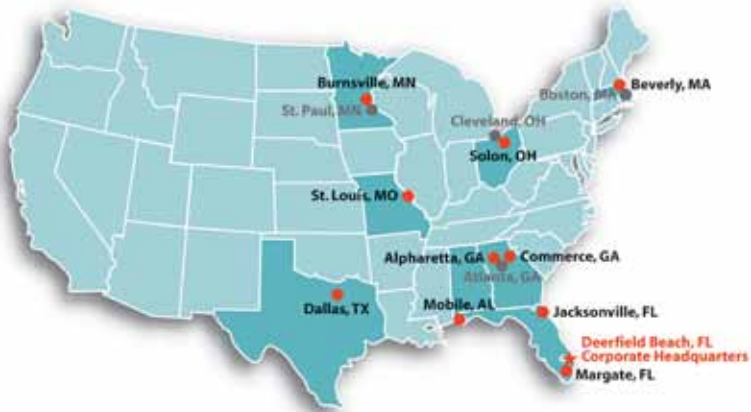 Burnsville, MN
St. Paul, MN
Beverly, MA
Boston, MA
Cleveland, OH
Solon, OH
St. Louis, MO
Alpharetta, GA
Commerce, GA
Atlanta, GA
Dallas, TX
Mobile, AL
Jacksonville, FL
Deerfield Beach, FL
Corporate Headquarters
Margate, FL